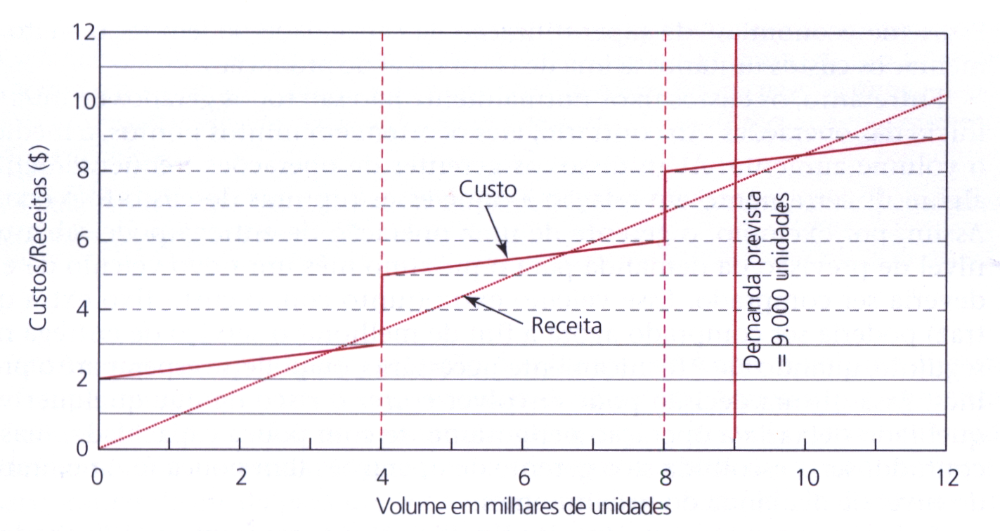 12
10
8
6
4
2
0
Custos/Receitas ($)
Custo
Receita
Demanda prevista
= 9.000 unidades
0 2 4 6 8 10 12
Volume em milhares de unidades